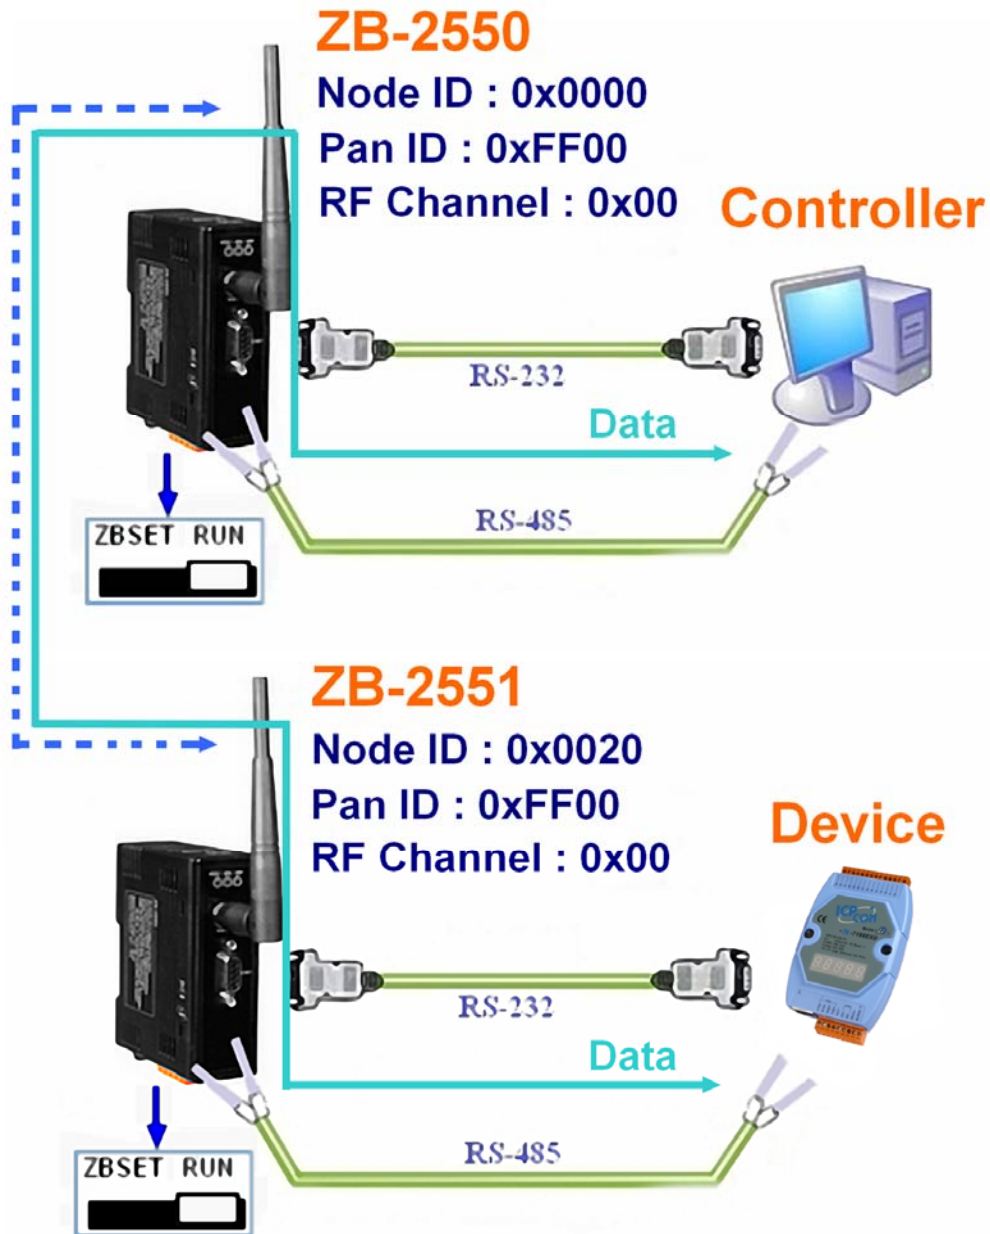 ZB-2550
Node ID : 0x0000
Pan ID : 0xFF00
RF Channel : 0x00
Controller
RS-232
Data
RS-485
ZBSET RUN
ZB-2551
Node ID : 0x0020
Pan ID : 0xFF00
RF Channel : 0x00
Device
ICP
CON
RS-232
Data
RS-485
ZBSET RUN